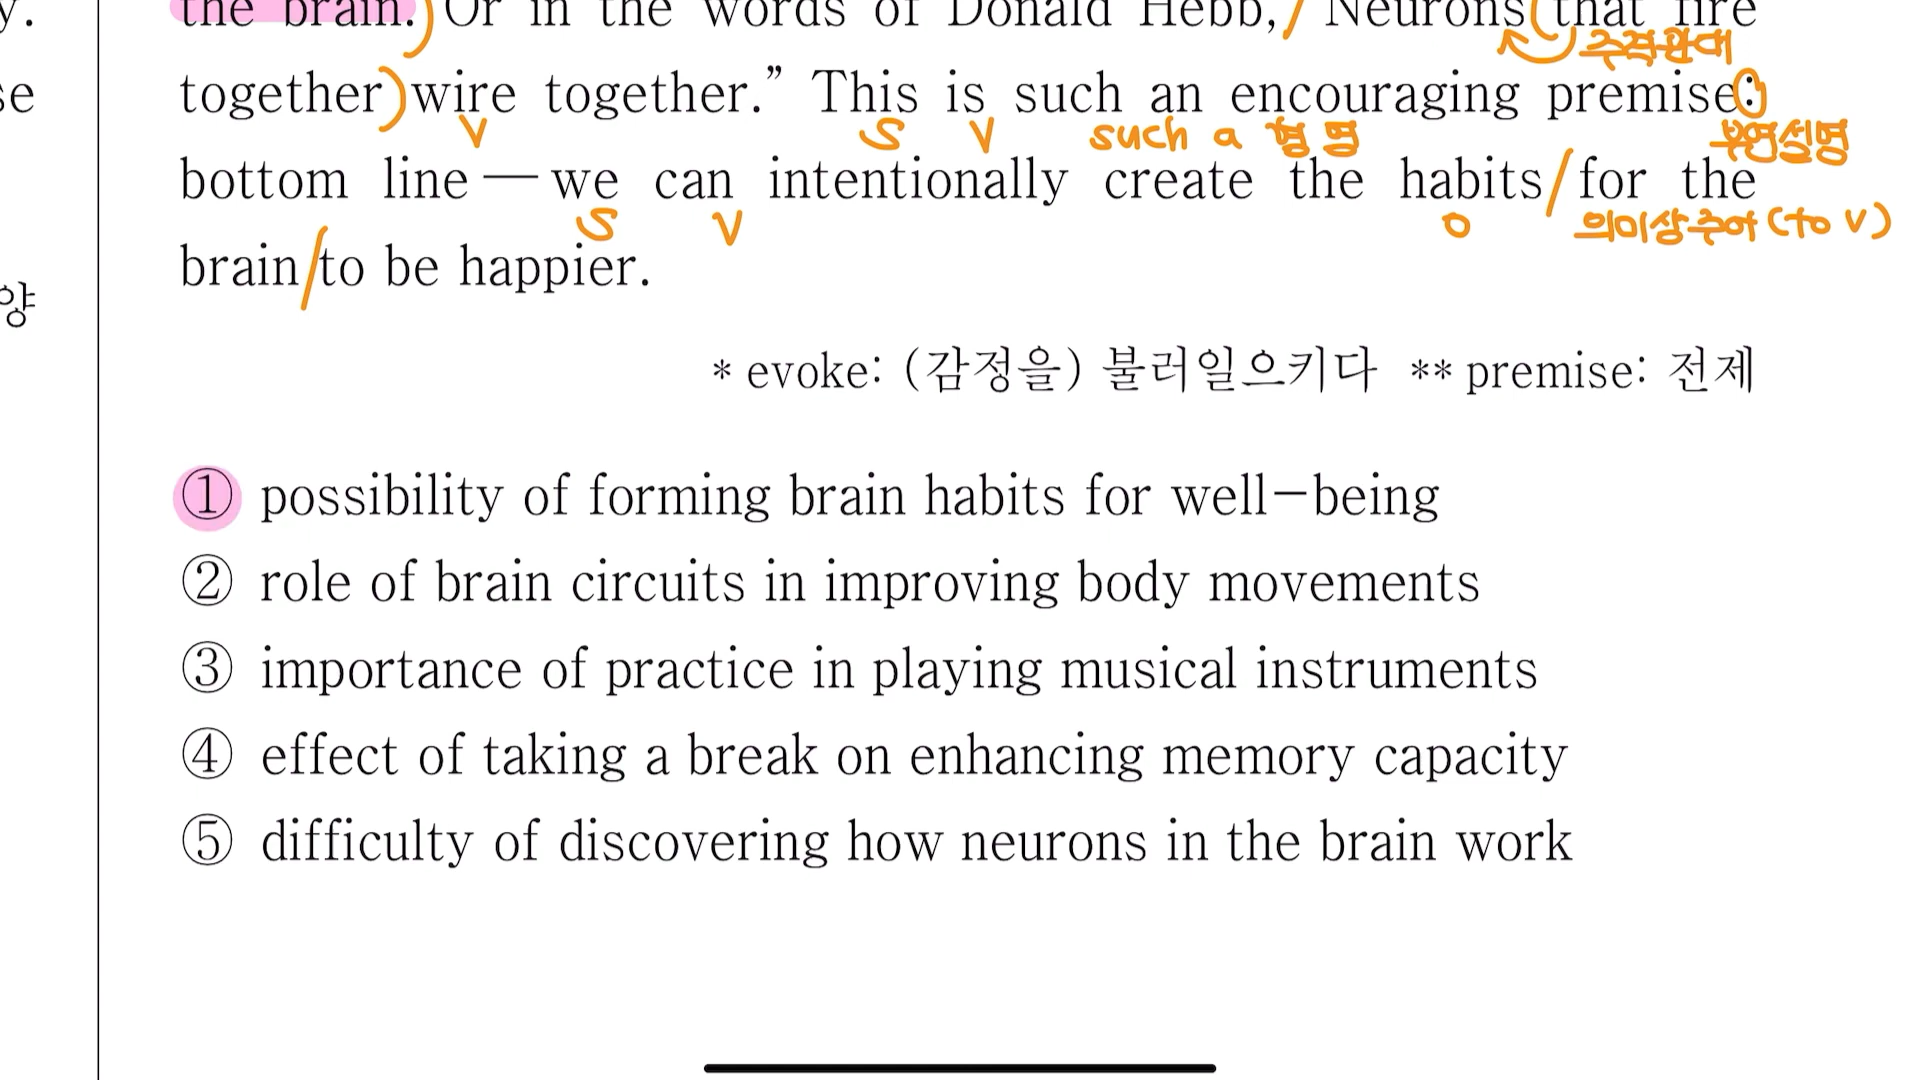 y.
the brain. Or in the words of Donald Hebb, Neurons that fire
주격관대
se
together wire together.” This is such an encouraging premise:
V S V such a 형 명 부연설명
bottom line — we can intentionally create the habits / for the
S V O 의미상주어 (to V)
brain / to be happier.
양
* evoke: (감정을) 불러일으키다 ** premise: 전제
① possibility of forming brain habits for well-being
② role of brain circuits in improving body movements
③ importance of practice in playing musical instruments
④ effect of taking a break on enhancing memory capacity
⑤ difficulty of discovering how neurons in the brain work